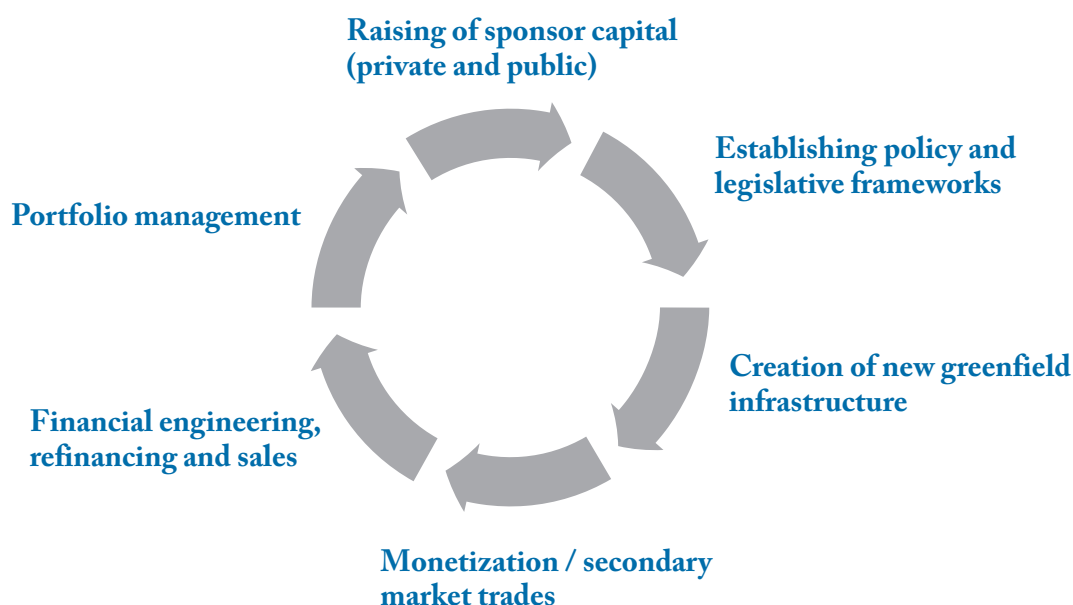 Raising of sponsor capital
(private and public)
Establishing policy and
legislative frameworks
Creation of new greenfield
infrastructure
Monetization / secondary
market trades
Financial engineering,
refinancing and sales
Portfolio management